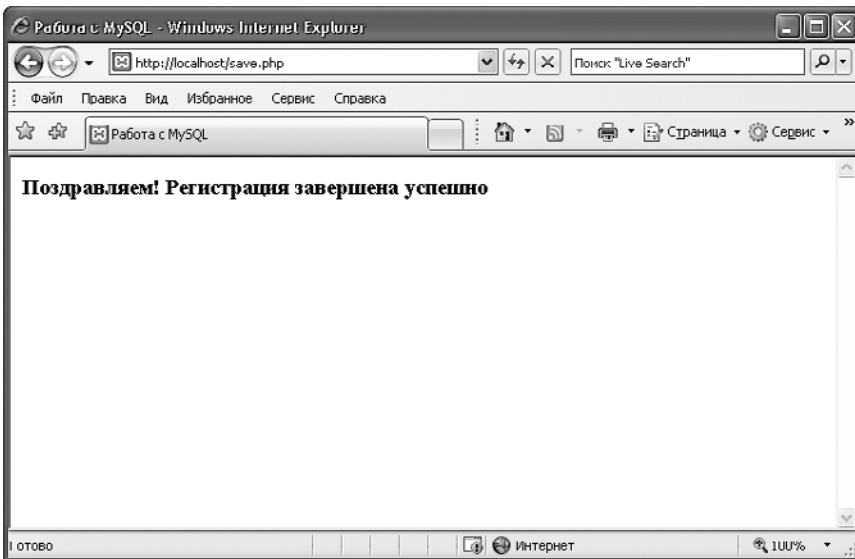 Работа с MySQL - Windows Internet Explorer
http://localhost/save.php Поиск "Live Search"
Файл Правка Вид Избранное Сервис Справка
Работа с MySQL Страница Сервис »
Поздравляем! Регистрация завершена успешно
Готово Интернет 100%